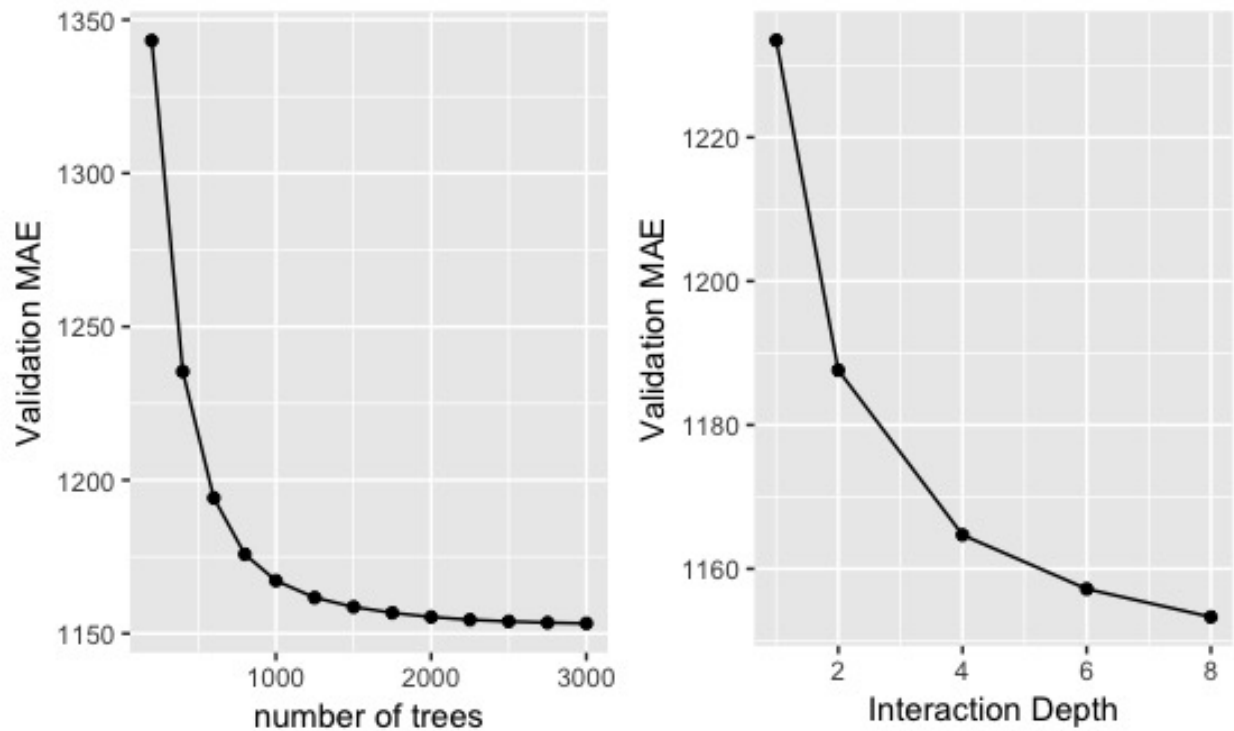 1350
1300
1250
1200
1150
Validation MAE
1000 2000 3000
number of trees
1220
1200
1180
1160
Validation MAE
2 4 6 8
Interaction Depth